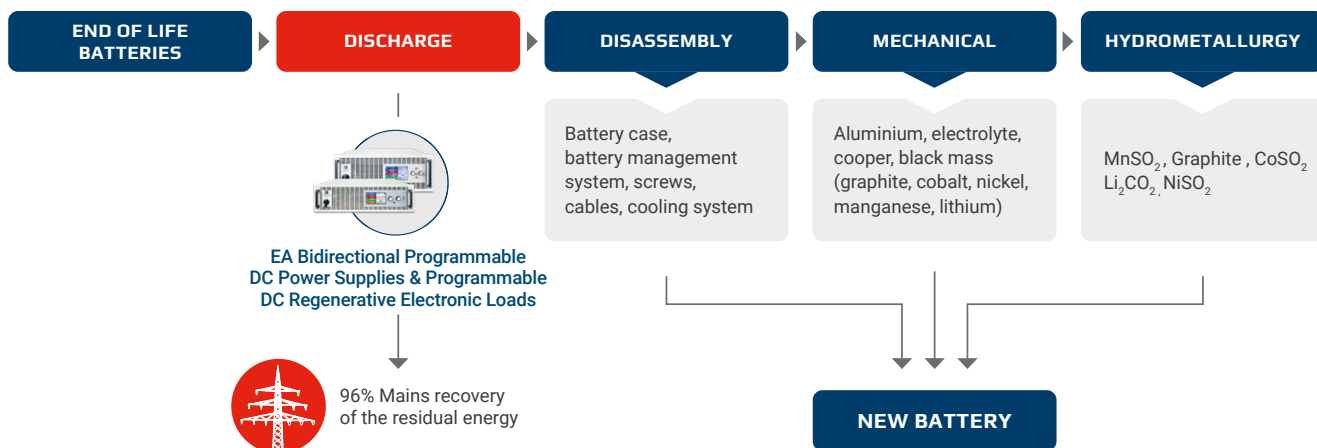 END OF LIFE
BATTERIES
DISCHARGE
DISASSEMBLY
MECHANICAL
HYDROMETALLURGY
EA Bidirectional Programmable
DC Power Supplies & Programmable
DC Regenerative Electronic Loads
96% Mains recovery
of the residual energy
Battery case,
battery management
system, screws,
cables, cooling system
Aluminium, electrolyte,
cooper, black mass
(graphite, cobalt, nickel,
manganese, lithium)
MnSO₂, Graphite , CoSO₂
Li₂CO₂, NiSO₂
NEW BATTERY